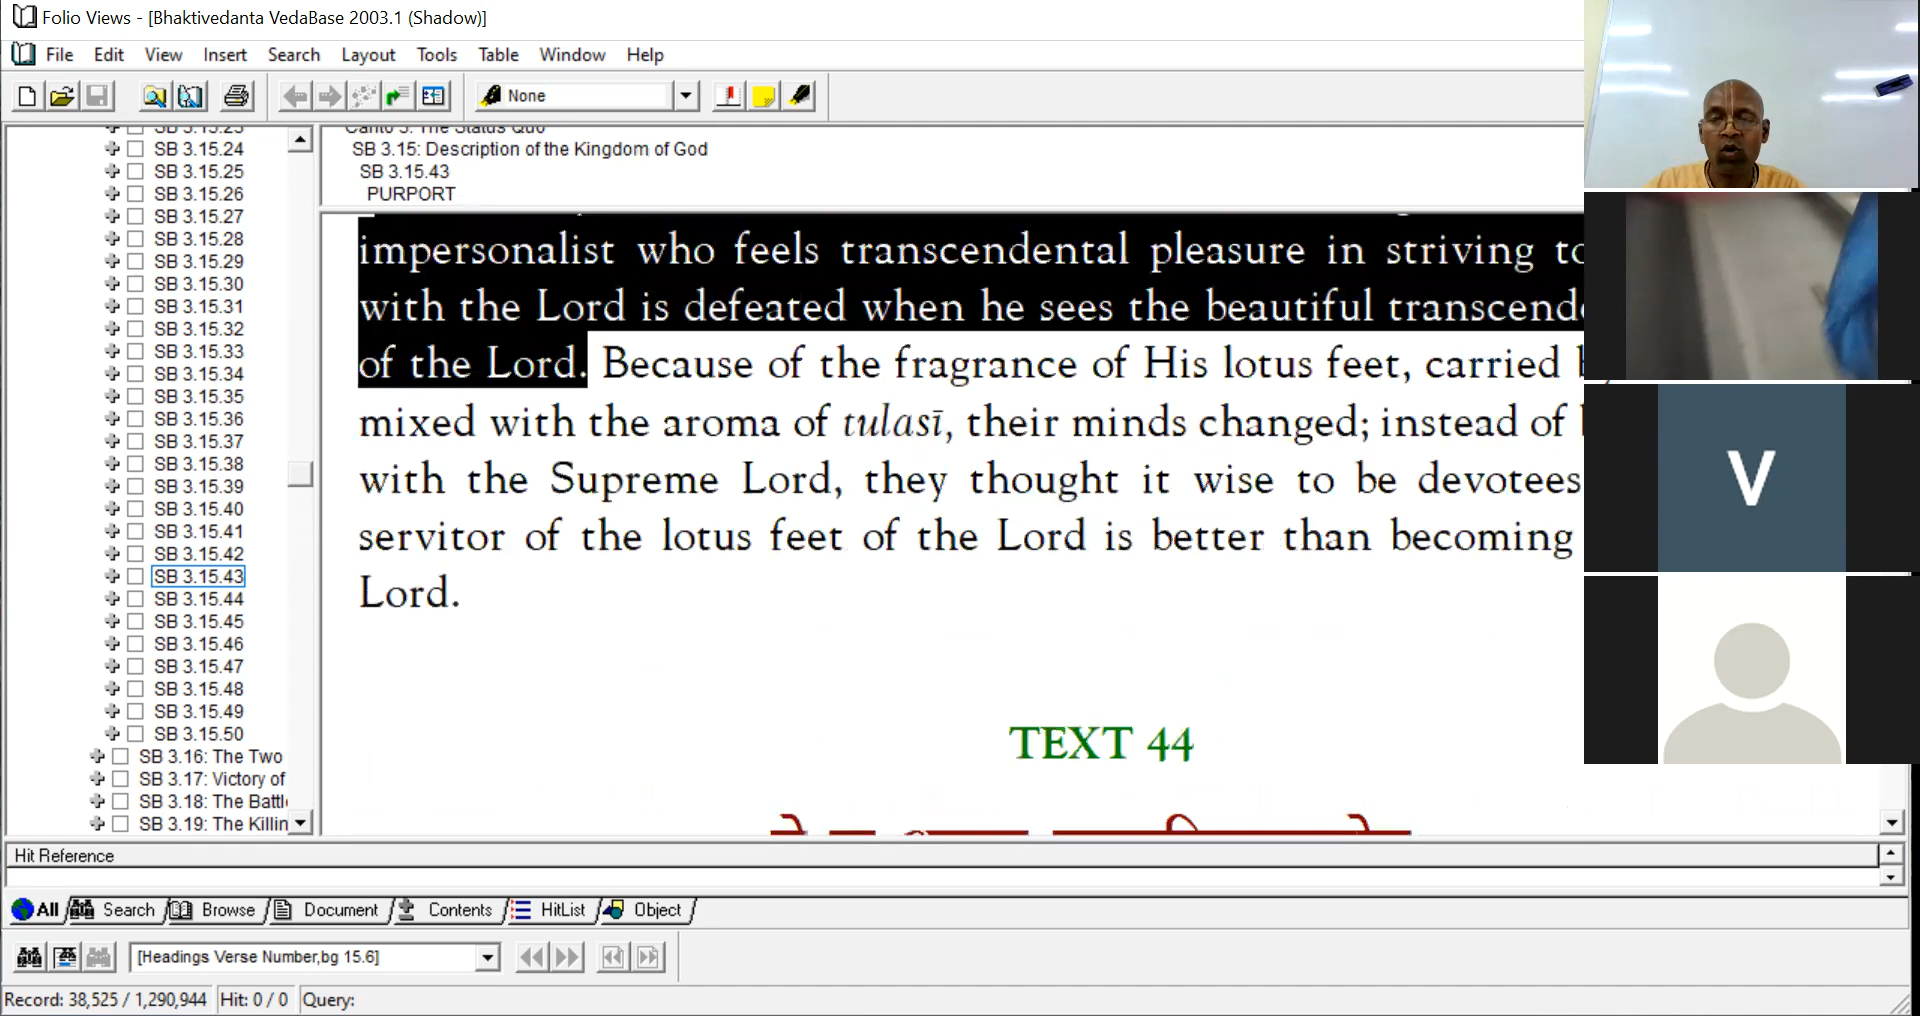 Folio Views - [Bhaktivedanta VedaBase 2003.1 (Shadow)]
File Edit View Insert Search Layout Tools Table Window Help
None
SB 3.15.23
SB 3.15.24
SB 3.15.25
SB 3.15.26
SB 3.15.27
SB 3.15.28
SB 3.15.29
SB 3.15.30
SB 3.15.31
SB 3.15.32
SB 3.15.33
SB 3.15.34
SB 3.15.35
SB 3.15.36
SB 3.15.37
SB 3.15.38
SB 3.15.39
SB 3.15.40
SB 3.15.41
SB 3.15.42
SB 3.15.43
SB 3.15.44
SB 3.15.45
SB 3.15.46
SB 3.15.47
SB 3.15.48
SB 3.15.49
SB 3.15.50
SB 3.16: The Two
SB 3.17: Victory of
SB 3.18: The Battl
SB 3.19: The Killin
Canto 3: The Status Quo
SB 3.15: Description of the Kingdom of God
SB 3.15.43
PURPORT
impersonalist who feels transcendental pleasure in striving to
with the Lord is defeated when he sees the beautiful transcend
of the Lord. Because of the fragrance of His lotus feet, carried
mixed with the aroma of tulasī, their minds changed; instead of
with the Supreme Lord, they thought it wise to be devotees
servitor of the lotus feet of the Lord is better than becoming
Lord.
TEXT 44
V
Hit Reference
All Search Browse Document Contents HitList Object
[Headings Verse Number,bg 15.6]
Record: 38,525 / 1,290,944 Hit: 0 / 0 Query: